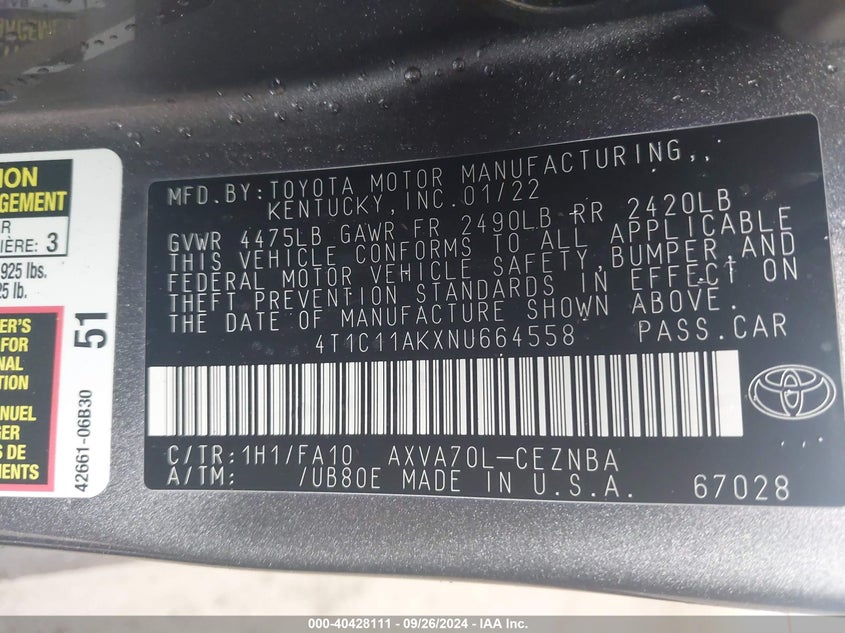 ION
GEMENT
R
IÈRE: 3
925 lbs.
25 lb.
ER'S
FOR
NAL
ATION
NUEL
GER
S DE
MENTS
51
42661-06B30
MFD.BY:TOYOTA MOTOR MANUFACTURING,,
KENTUCKY,INC.01/22
GVWR 4475LB GAWR FR 2490LB RR 2420LB
THIS VEHICLE CONFORMS TO ALL APPLICABLE
FEDERAL MOTOR VEHICLE SAFETY,BUMPER,AND
THEFT PREVENTION STANDARDS IN EFFECT ON
THE DATE OF MANUFACTURE SHOWN ABOVE.
4T1C11AKXNU664558 PASS.CAR
C/TR:1H1/FA10 AXVA70L-CEZNBA
A/TM: /UB80E MADE IN U.S.A. 67028
000-40428111 - 09/26/2024 - IAA Inc.